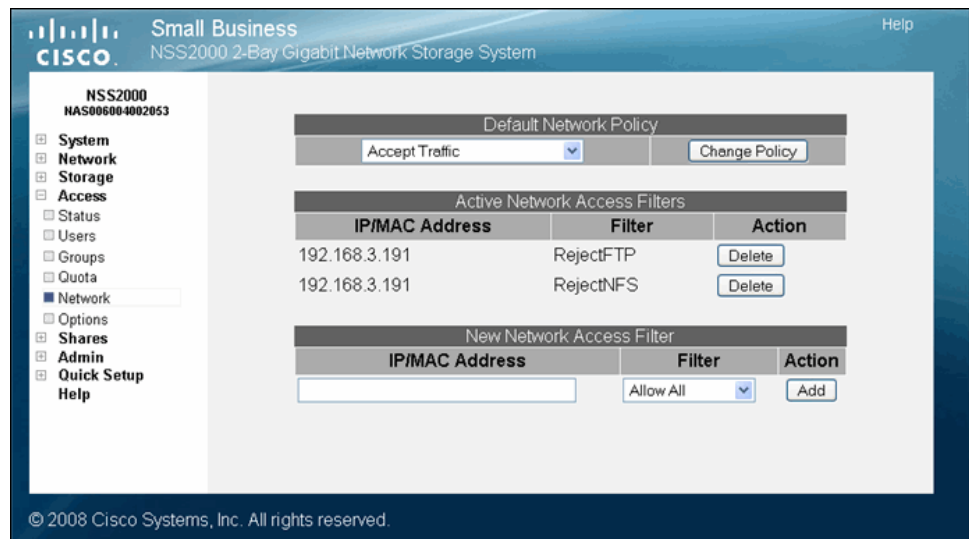 Small Business
Help
CISCO. NSS2000 2-Bay Gigabit Network Storage System
NSS2000
NAS006004002053
System
Network
Storage
Access
Status
Users
Groups
Quota
Network
Options
Shares
Admin
Quick Setup
Help
Default Network Policy
Accept Traffic Change Policy
Active Network Access Filters
IP/MAC Address Filter Action
192.168.3.191 RejectFTP Delete
192.168.3.191 RejectNFS Delete
New Network Access Filter
IP/MAC Address Filter Action
Allow All Add
© 2008 Cisco Systems, Inc. All rights reserved.